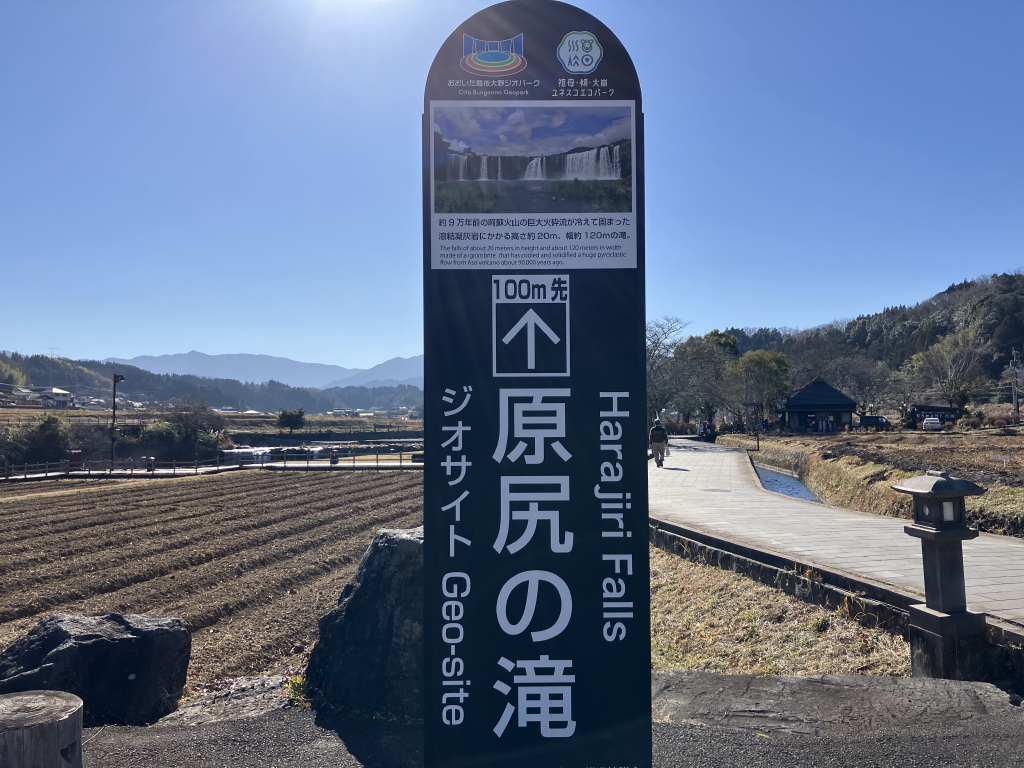 おおいた豊後大野ジオパーク
Oita Bungoono Geopark
祖母・傾・大崩
ユネスコエコパーク
約9万年前の阿蘇火山の巨大火砕流が冷えて固まった
溶結凝灰岩にかかる高さ約20m、幅約120mの滝。
The falls of about 20 meters in height and about 120 meters in width
made of a ignimbrite that has cooled and solidified a huge pyroclastic
flow from Aso volcano about 90,000 years ago.
100m先
Harajiri Falls
原尻の滝
ジオサイト Geo-site